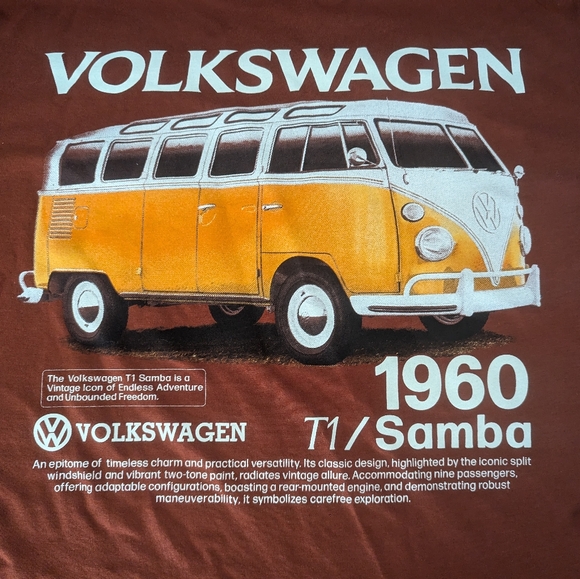 VOLKSWAGEN
The Volkswagen T1 Samba is a
Vintage Icon of Endless Adventure
and Unbounded Freedom.
VOLKSWAGEN
1960
T1/Samba
An epitome of timeless charm and practical versatility. Its classic design, highlighted by the iconic split
windshield and vibrant two-tone paint, radiates vintage allure. Accommodating nine passengers,
offering adaptable configurations, boasting a rear-mounted engine, and demonstrating robust
maneuverability, it symbolizes carefree exploration.